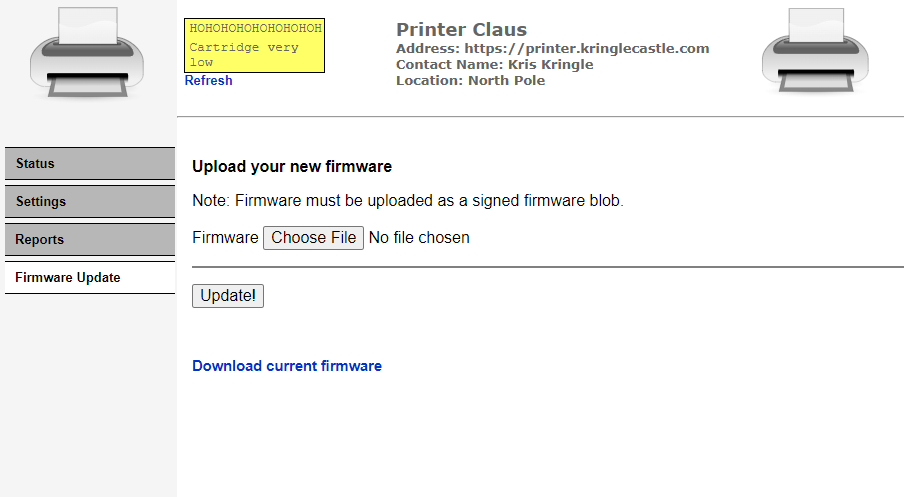 HOHOHOHOHOHOHOHOH
Cartridge very
low
Refresh
Printer Claus
Address: https://printer.kringlecastle.com
Contact Name: Kris Kringle
Location: North Pole
Status
Settings
Reports
Firmware Update
Upload your new firmware
Note: Firmware must be uploaded as a signed firmware blob.
Firmware Choose File No file chosen
Update!
Download current firmware